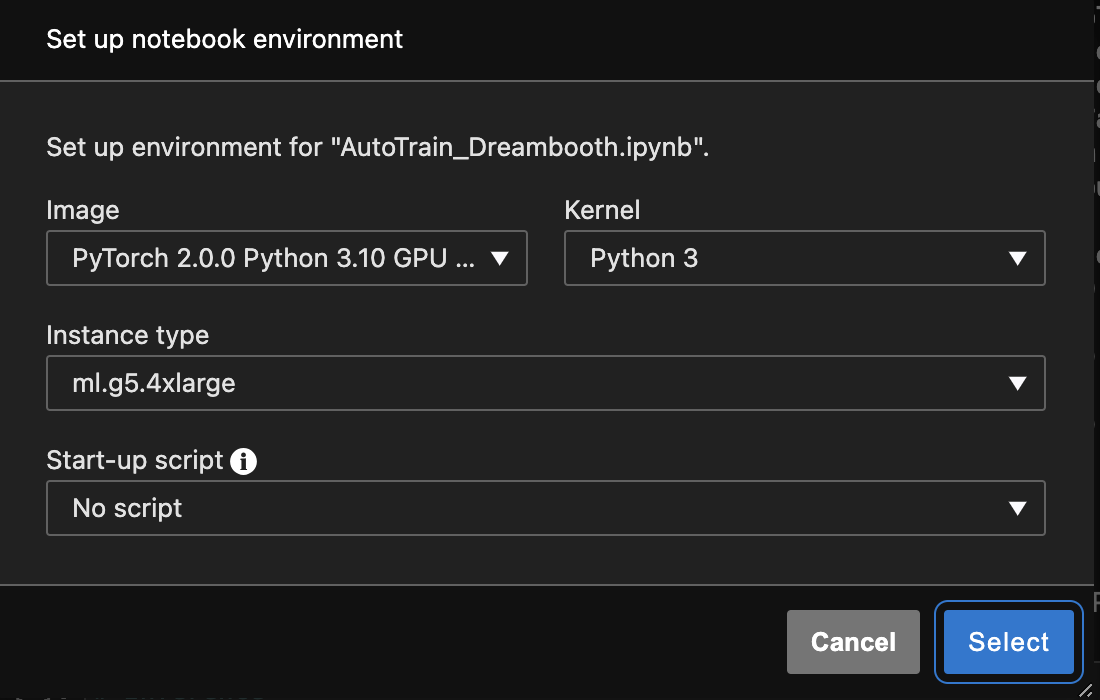 Set up notebook environment
Set up environment for "AutoTrain_Dreambooth.ipynb".
Image
Kernel
PyTorch 2.0.0 Python 3.10 GPU ...
Python 3
Instance type
ml.g5.4xlarge
Start-up script
No script
Cancel
Select